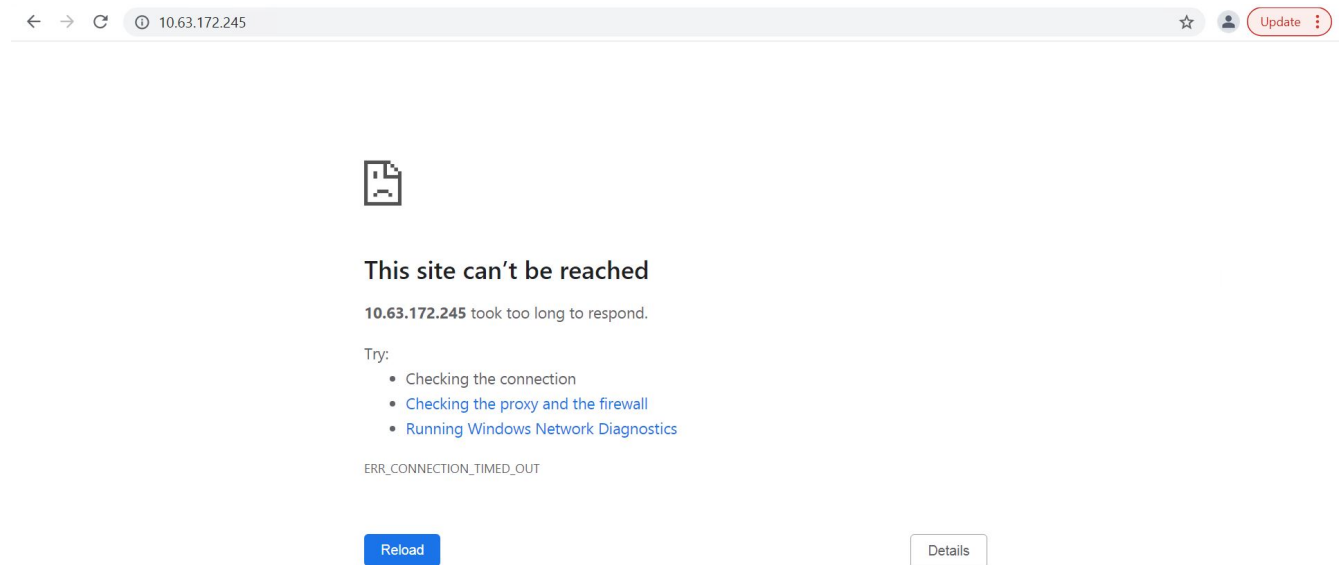 10.63.172.245
Update
This site can’t be reached
10.63.172.245 took too long to respond.
Try:
• Checking the connection
• Checking the proxy and the firewall
• Running Windows Network Diagnostics
ERR_CONNECTION_TIMED_OUT
Reload
Details